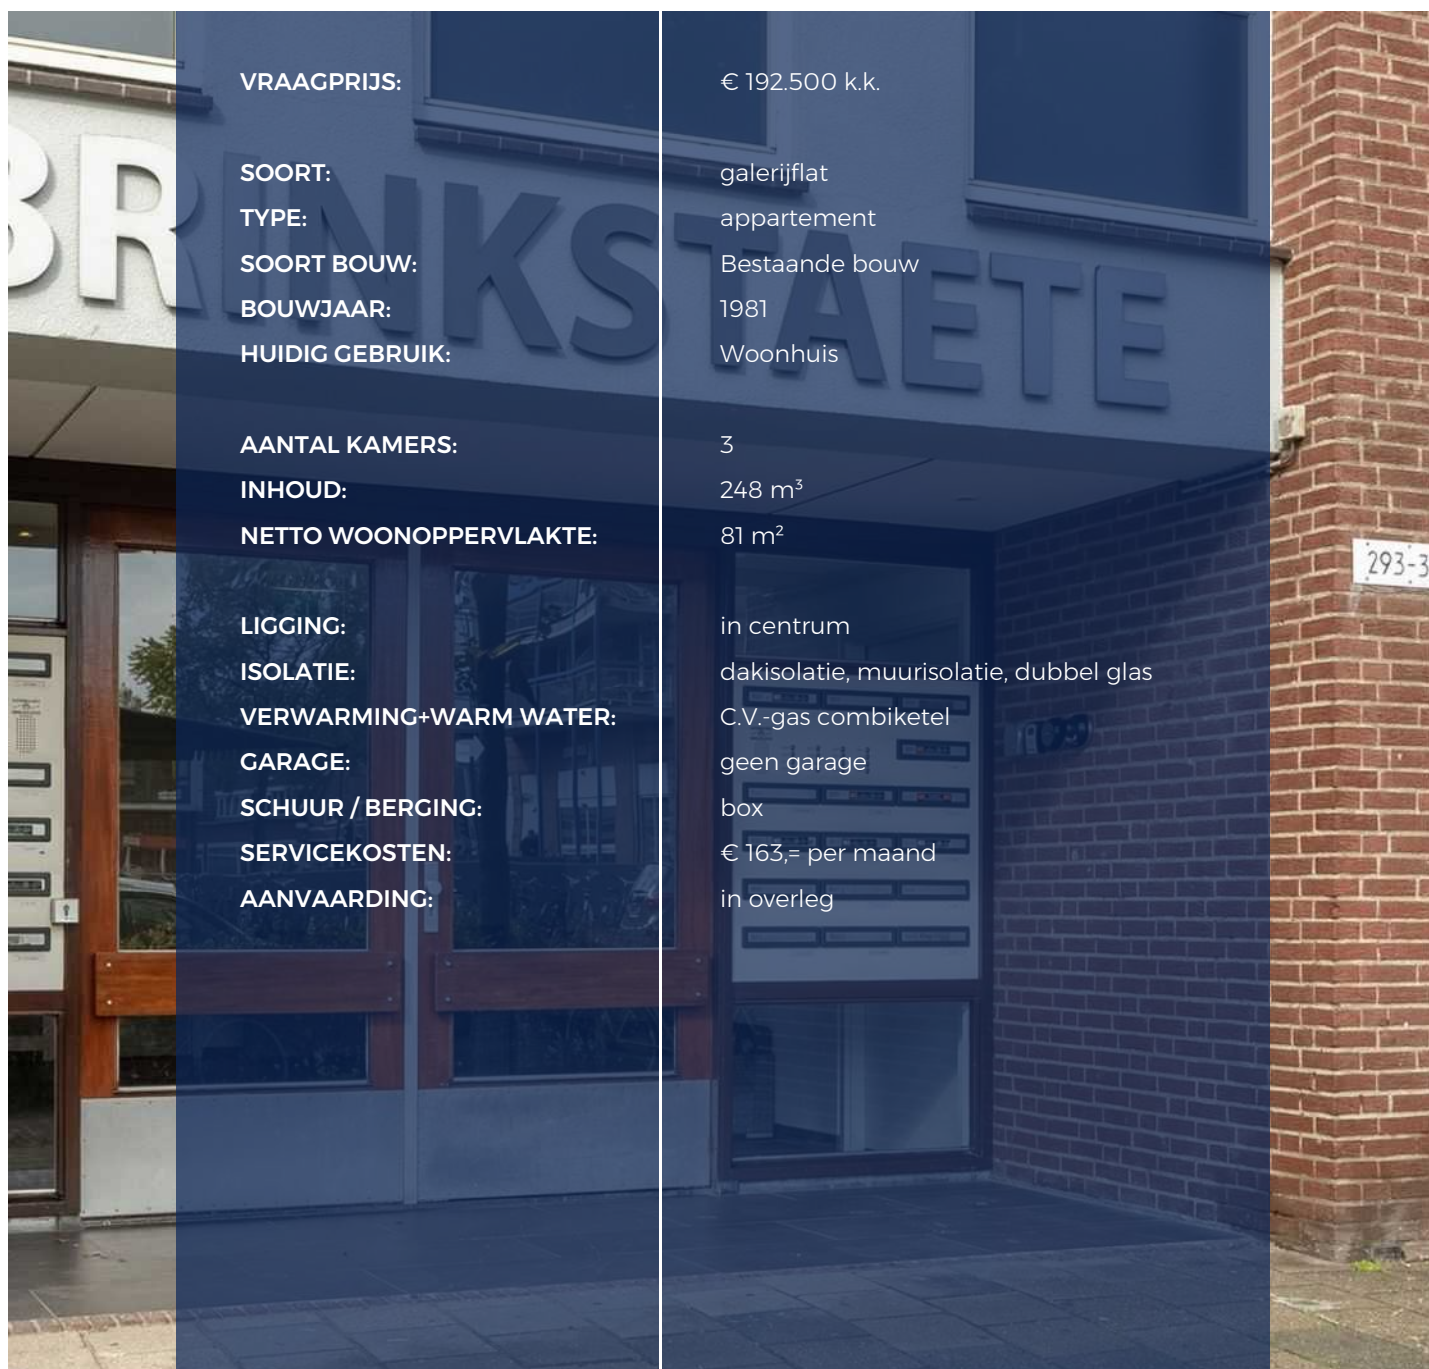 VRAAGPRIJS: € 192.500 k.k.
SOORT: galerijflat
TYPE: appartement
SOORT BOUW: Bestaande bouw
BOUWJAAR: 1981
HUIDIG GEBRUIK: Woonhuis
AANTAL KAMERS: 3
INHOUD: 248 m³
NETTO WOONOPPERVLAKTE: 81 m²
LIGGING: in centrum
ISOLATIE: dakisolatie, muurisolatie, dubbel glas
VERWARMING+WARM WATER: C.V.-gas combiketel
GARAGE: geen garage
SCHUUR / BERGING: box
SERVICEKOSTEN: € 163,= per maand
AANVAARDING: in overleg
BRINKSTAETE
293-3